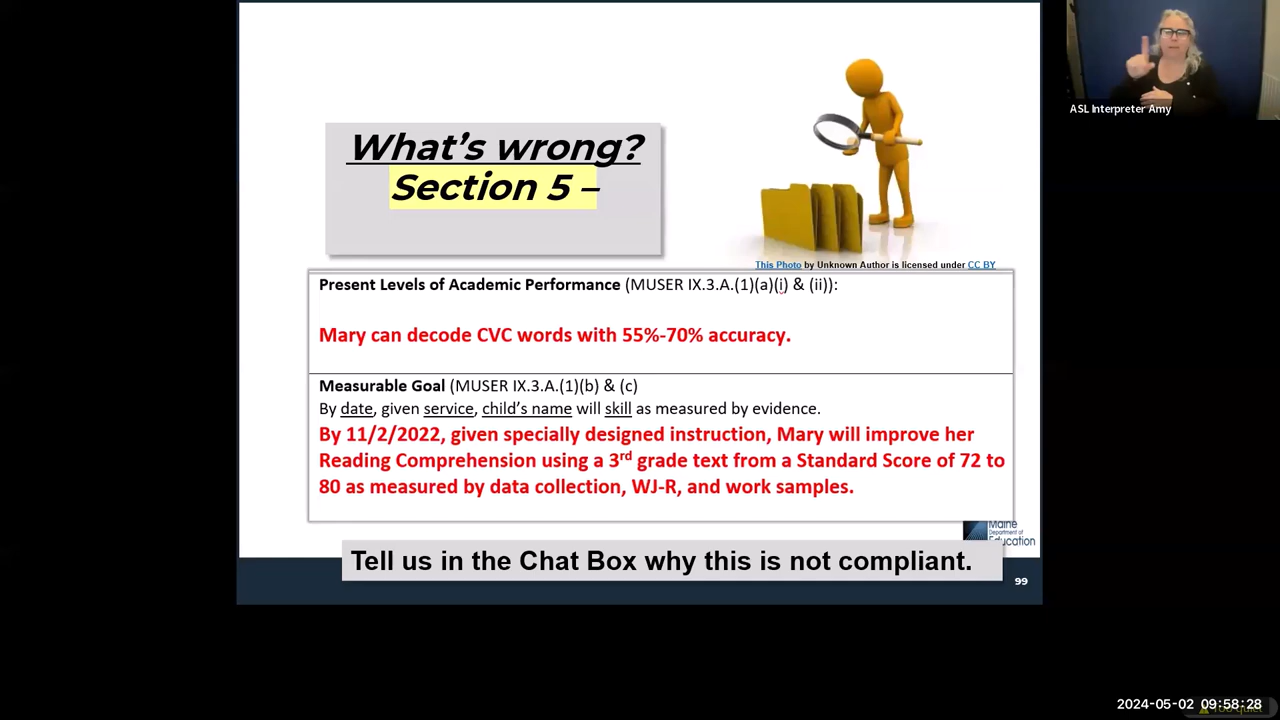 ASL Interpreter Amy
What's wrong?
Section 5 –
This Photo by Unknown Author is licensed under CC BY
Present Levels of Academic Performance (MUSER IX.3.A.(1)(a)(i) & (ii)):
Mary can decode CVC words with 55%-70% accuracy.
Measurable Goal (MUSER IX.3.A.(1)(b) & (c)
By date, given service, child's name will skill as measured by evidence.
By 11/2/2022, given specially designed instruction, Mary will improve her
Reading Comprehension using a 3rd grade text from a Standard Score of 72 to
80 as measured by data collection, WJ-R, and work samples.
Maine
Department of
Education
Tell us in the Chat Box why this is not compliant.
99
2024-05-02 09:58:28